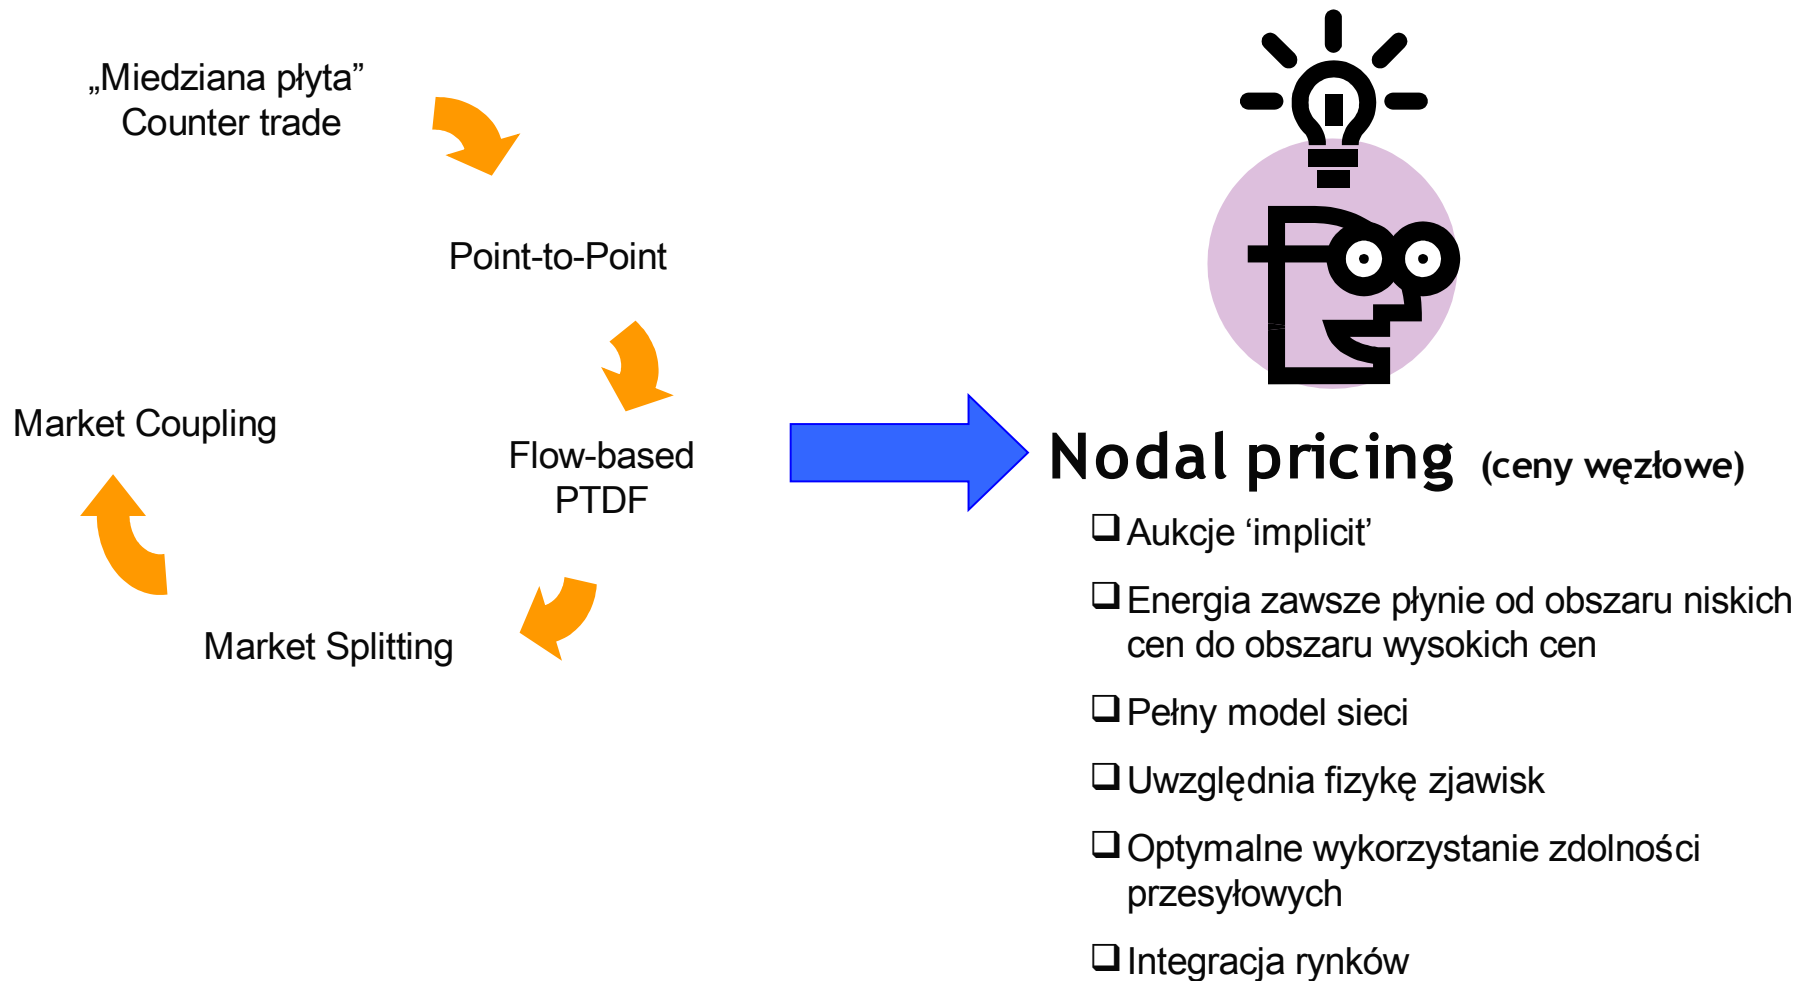 „Miedziana płyta”
Counter trade
Point-to-Point
Flow-based
PTDF
Market Splitting
Market Coupling
Nodal pricing (ceny węzłowe)
Aukcje ‘implicit’
Energia zawsze płynie od obszaru niskich
cen do obszaru wysokich cen
Pełny model sieci
Uwzględnia fizykę zjawisk
Optymalne wykorzystanie zdolności
przesyłowych
Integracja rynków